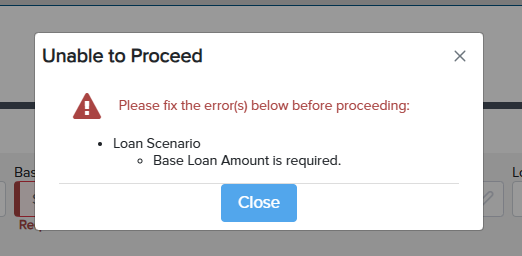 Unable to Proceed
Please fix the error(s) below before proceeding:
Loan Scenario
Base Loan Amount is required.
Close